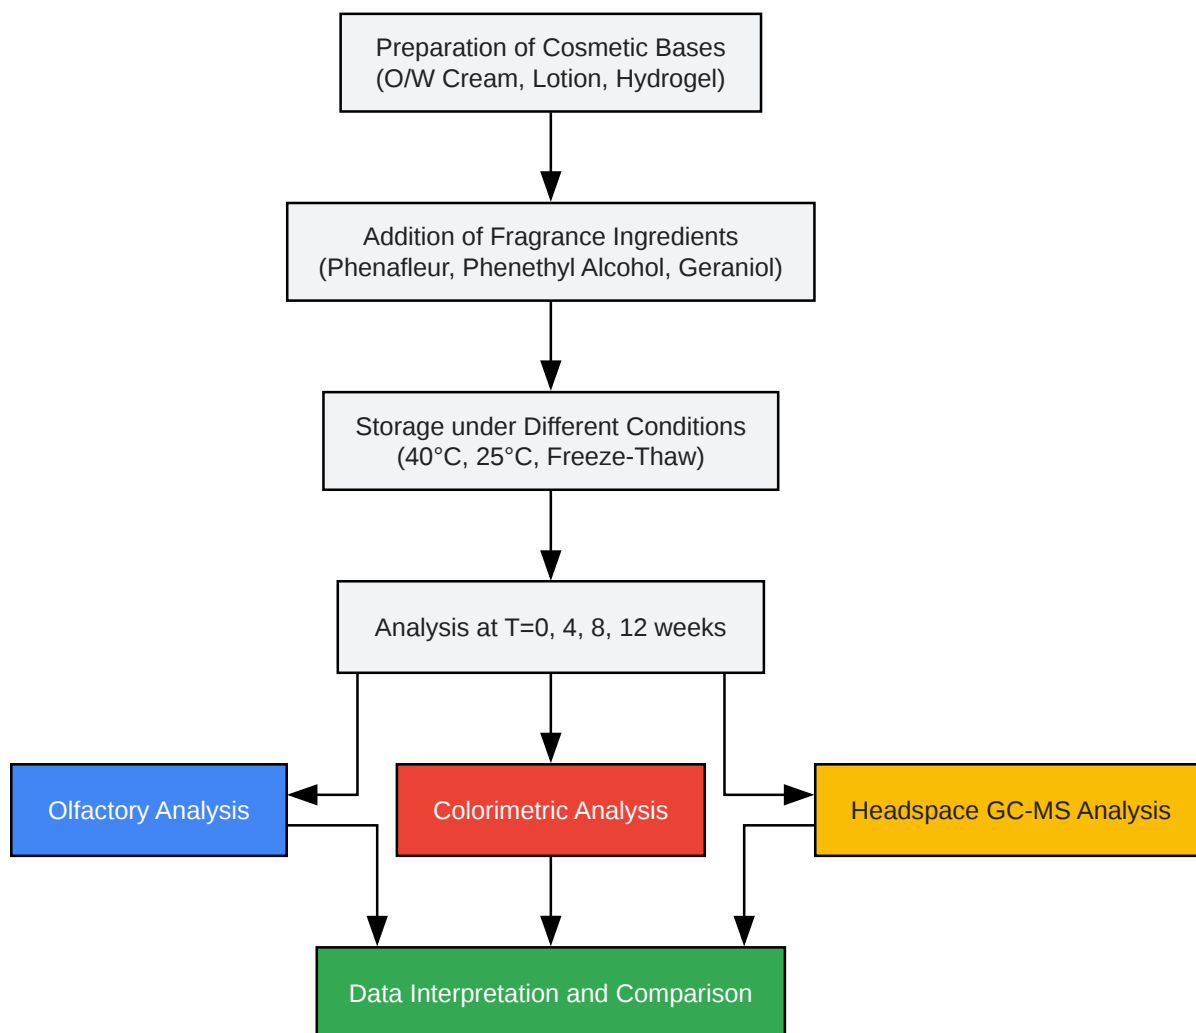 Preparation of Cosmetic Bases
(O/W Cream, Lotion, Hydrogel)
Addition of Fragrance Ingredients
(Phenafleur, Phenethyl Alcohol, Geraniol)
Storage under Different Conditions
(40°C, 25°C, Freeze-Thaw)
Analysis at T=0, 4, 8, 12 weeks
Olfactory Analysis
Colorimetric Analysis
Headspace GC-MS Analysis
Data Interpretation and Comparison